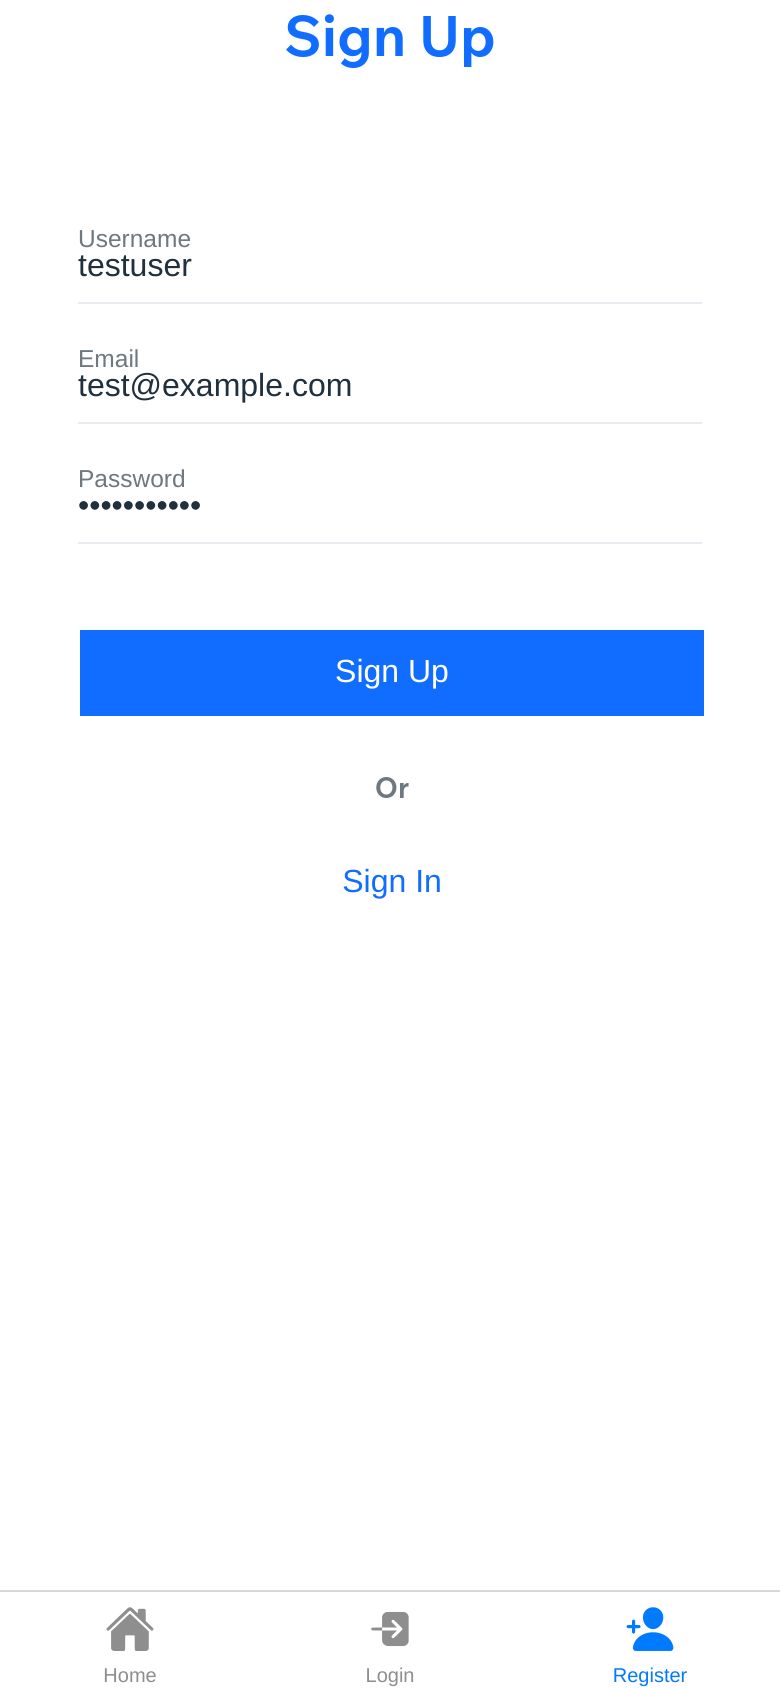 Sign Up
Username
testuser
Email
test@example.com
Password
•••••••••••
Sign Up
Or
Sign In
Home
Login
Register